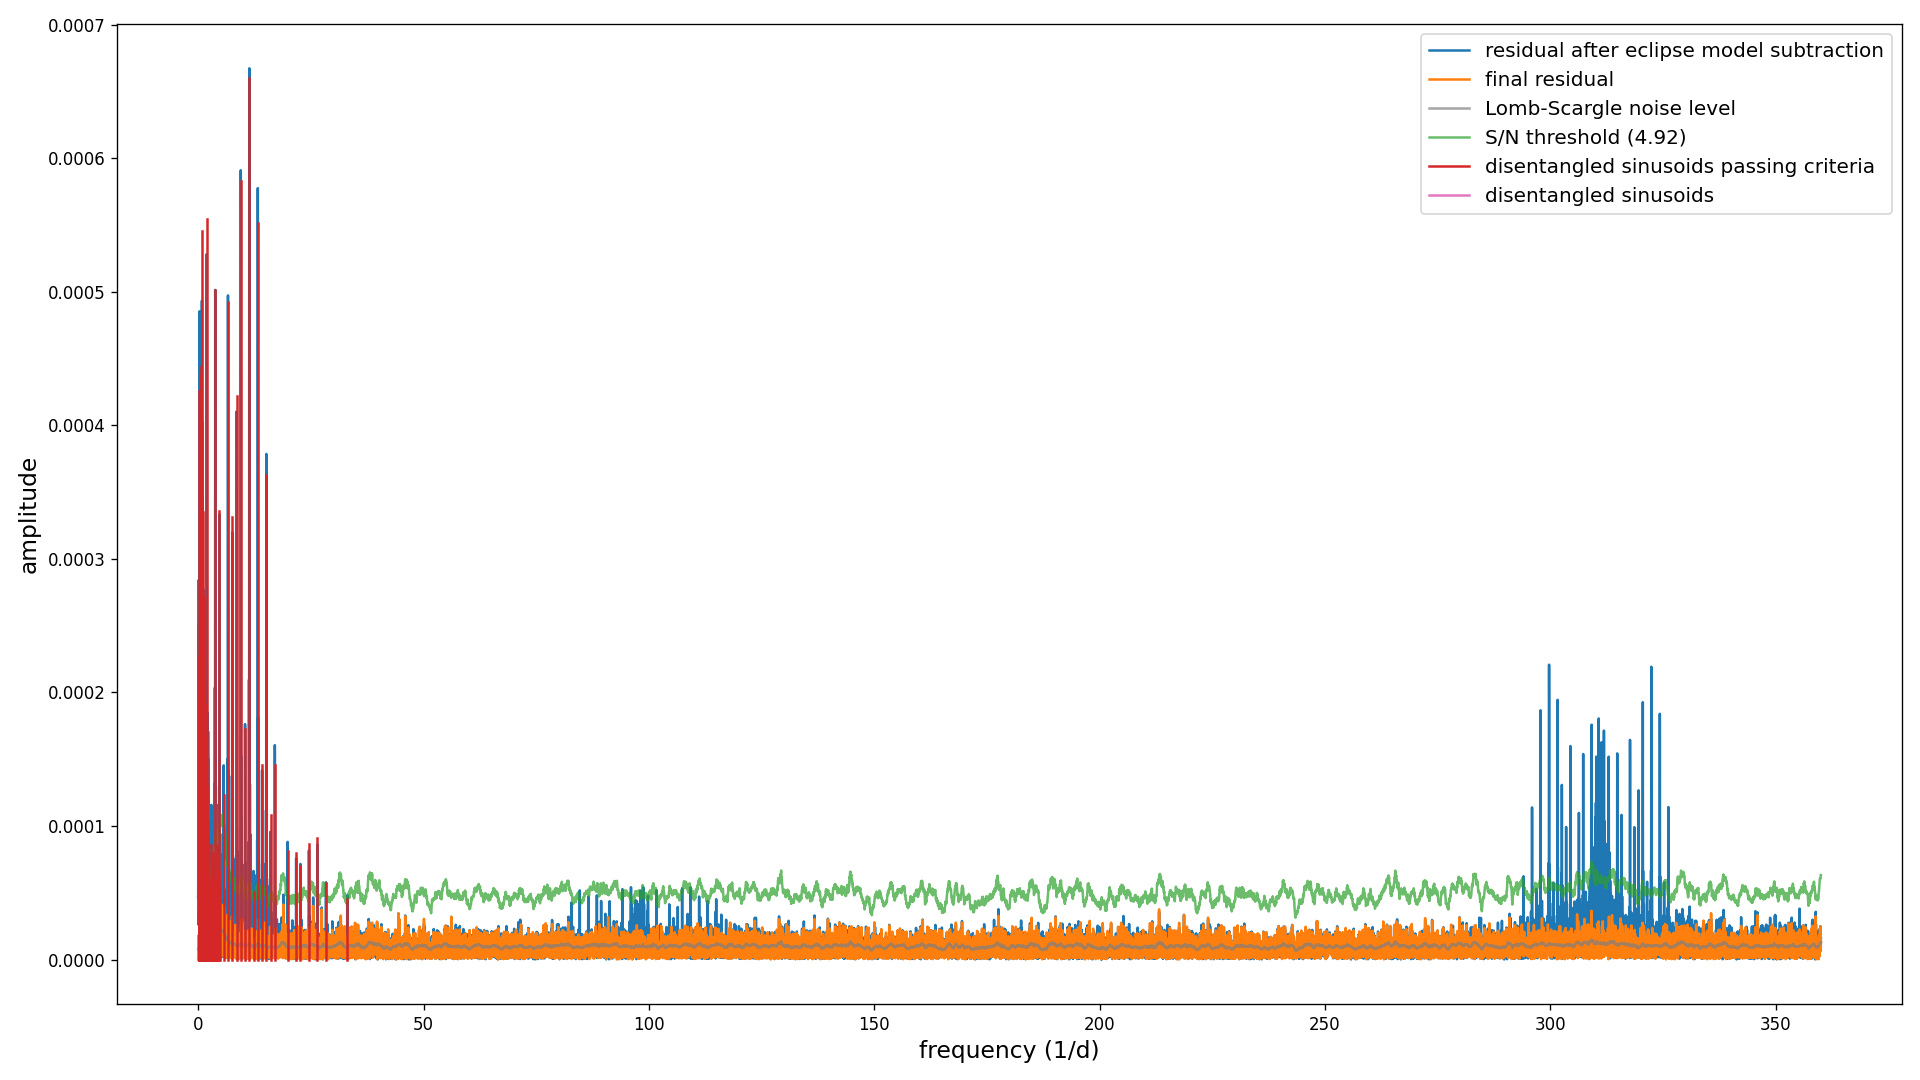 0.0007
0.0006
0.0005
0.0004
0.0003
0.0002
0.0001
0.0000
amplitude
0
50
100
150
200
250
300
350
frequency (1/d)
residual after eclipse model subtraction
final residual
Lomb-Scargle noise level
S/N threshold (4.92)
disentangled sinusoids passing criteria
disentangled sinusoids